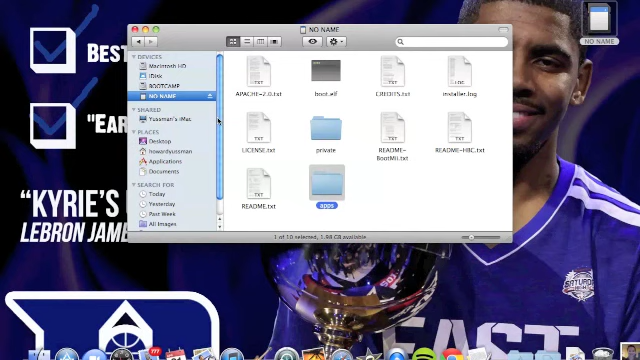 NO NAME
DEVICES
Macintosh HD
iDisk
BOOTCAMP
NO NAME
SHARED
Yussman's iMac
PLACES
Desktop
howardyussman
Applications
Documents
SEARCH FOR
Today
Yesterday
Past Week
All Images
APACHE-2.0.txt
boot.elf
CREDITS.txt
installer.log
LICENSE.txt
private
README-BootMii.txt
README-HBC.txt
README.txt
apps
1 of 10 selected, 1.98 GB available
NO NAME
BEST
"EAR
"KYRIE'S
LEBRON JAME
EAST
SATURDAY
NIGHT